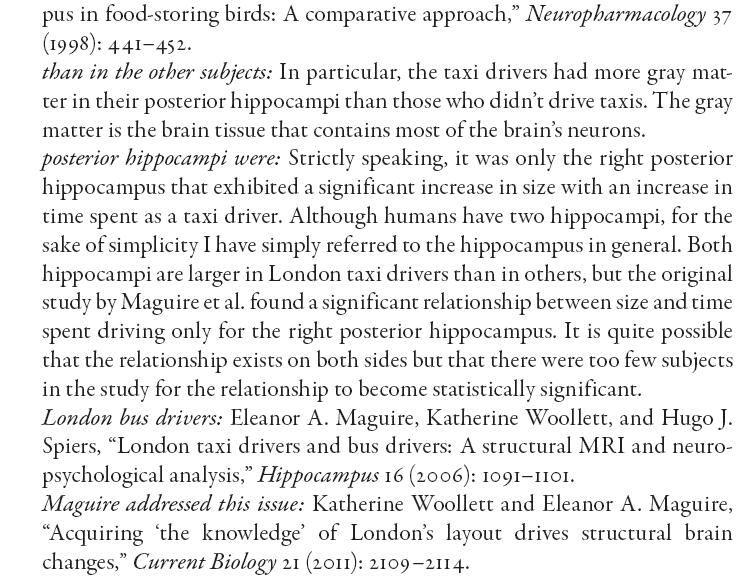 pus in food-storing birds: A comparative approach,” Neuropharmacology 37
(1998): 441–452.
than in the other subjects: In particular, the taxi drivers had more gray mat-
ter in their posterior hippocampi than those who didn’t drive taxis. The gray
matter is the brain tissue that contains most of the brain’s neurons.
posterior hippocampi were: Strictly speaking, it was only the right posterior
hippocampus that exhibited a significant increase in size with an increase in
time spent as a taxi driver. Although humans have two hippocampi, for the
sake of simplicity I have simply referred to the hippocampus in general. Both
hippocampi are larger in London taxi drivers than in others, but the original
study by Maguire et al. found a significant relationship between size and time
spent driving only for the right posterior hippocampus. It is quite possible
that the relationship exists on both sides but that there were too few subjects
in the study for the relationship to become statistically significant.
London bus drivers: Eleanor A. Maguire, Katherine Woollett, and Hugo J.
Spiers, “London taxi drivers and bus drivers: A structural MRI and neuro-
psychological analysis,” Hippocampus 16 (2006): 1091–1101.
Maguire addressed this issue: Katherine Woollett and Eleanor A. Maguire,
“Acquiring ‘the knowledge’ of London’s layout drives structural brain
changes,” Current Biology 21 (2011): 2109–2114.